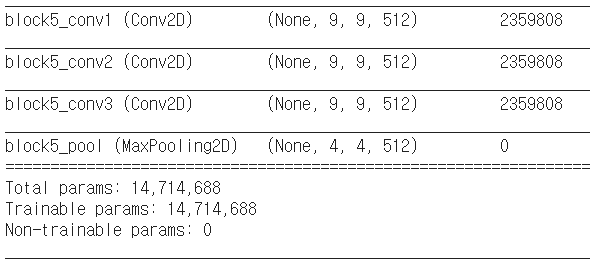 block5_conv1 (Conv2D) (None, 9, 9, 512) 2359808
block5_conv2 (Conv2D) (None, 9, 9, 512) 2359808
block5_conv3 (Conv2D) (None, 9, 9, 512) 2359808
block5_pool (MaxPooling2D) (None, 4, 4, 512) 0
=================================================================
Total params: 14,714,688
Trainable params: 14,714,688
Non-trainable params: 0